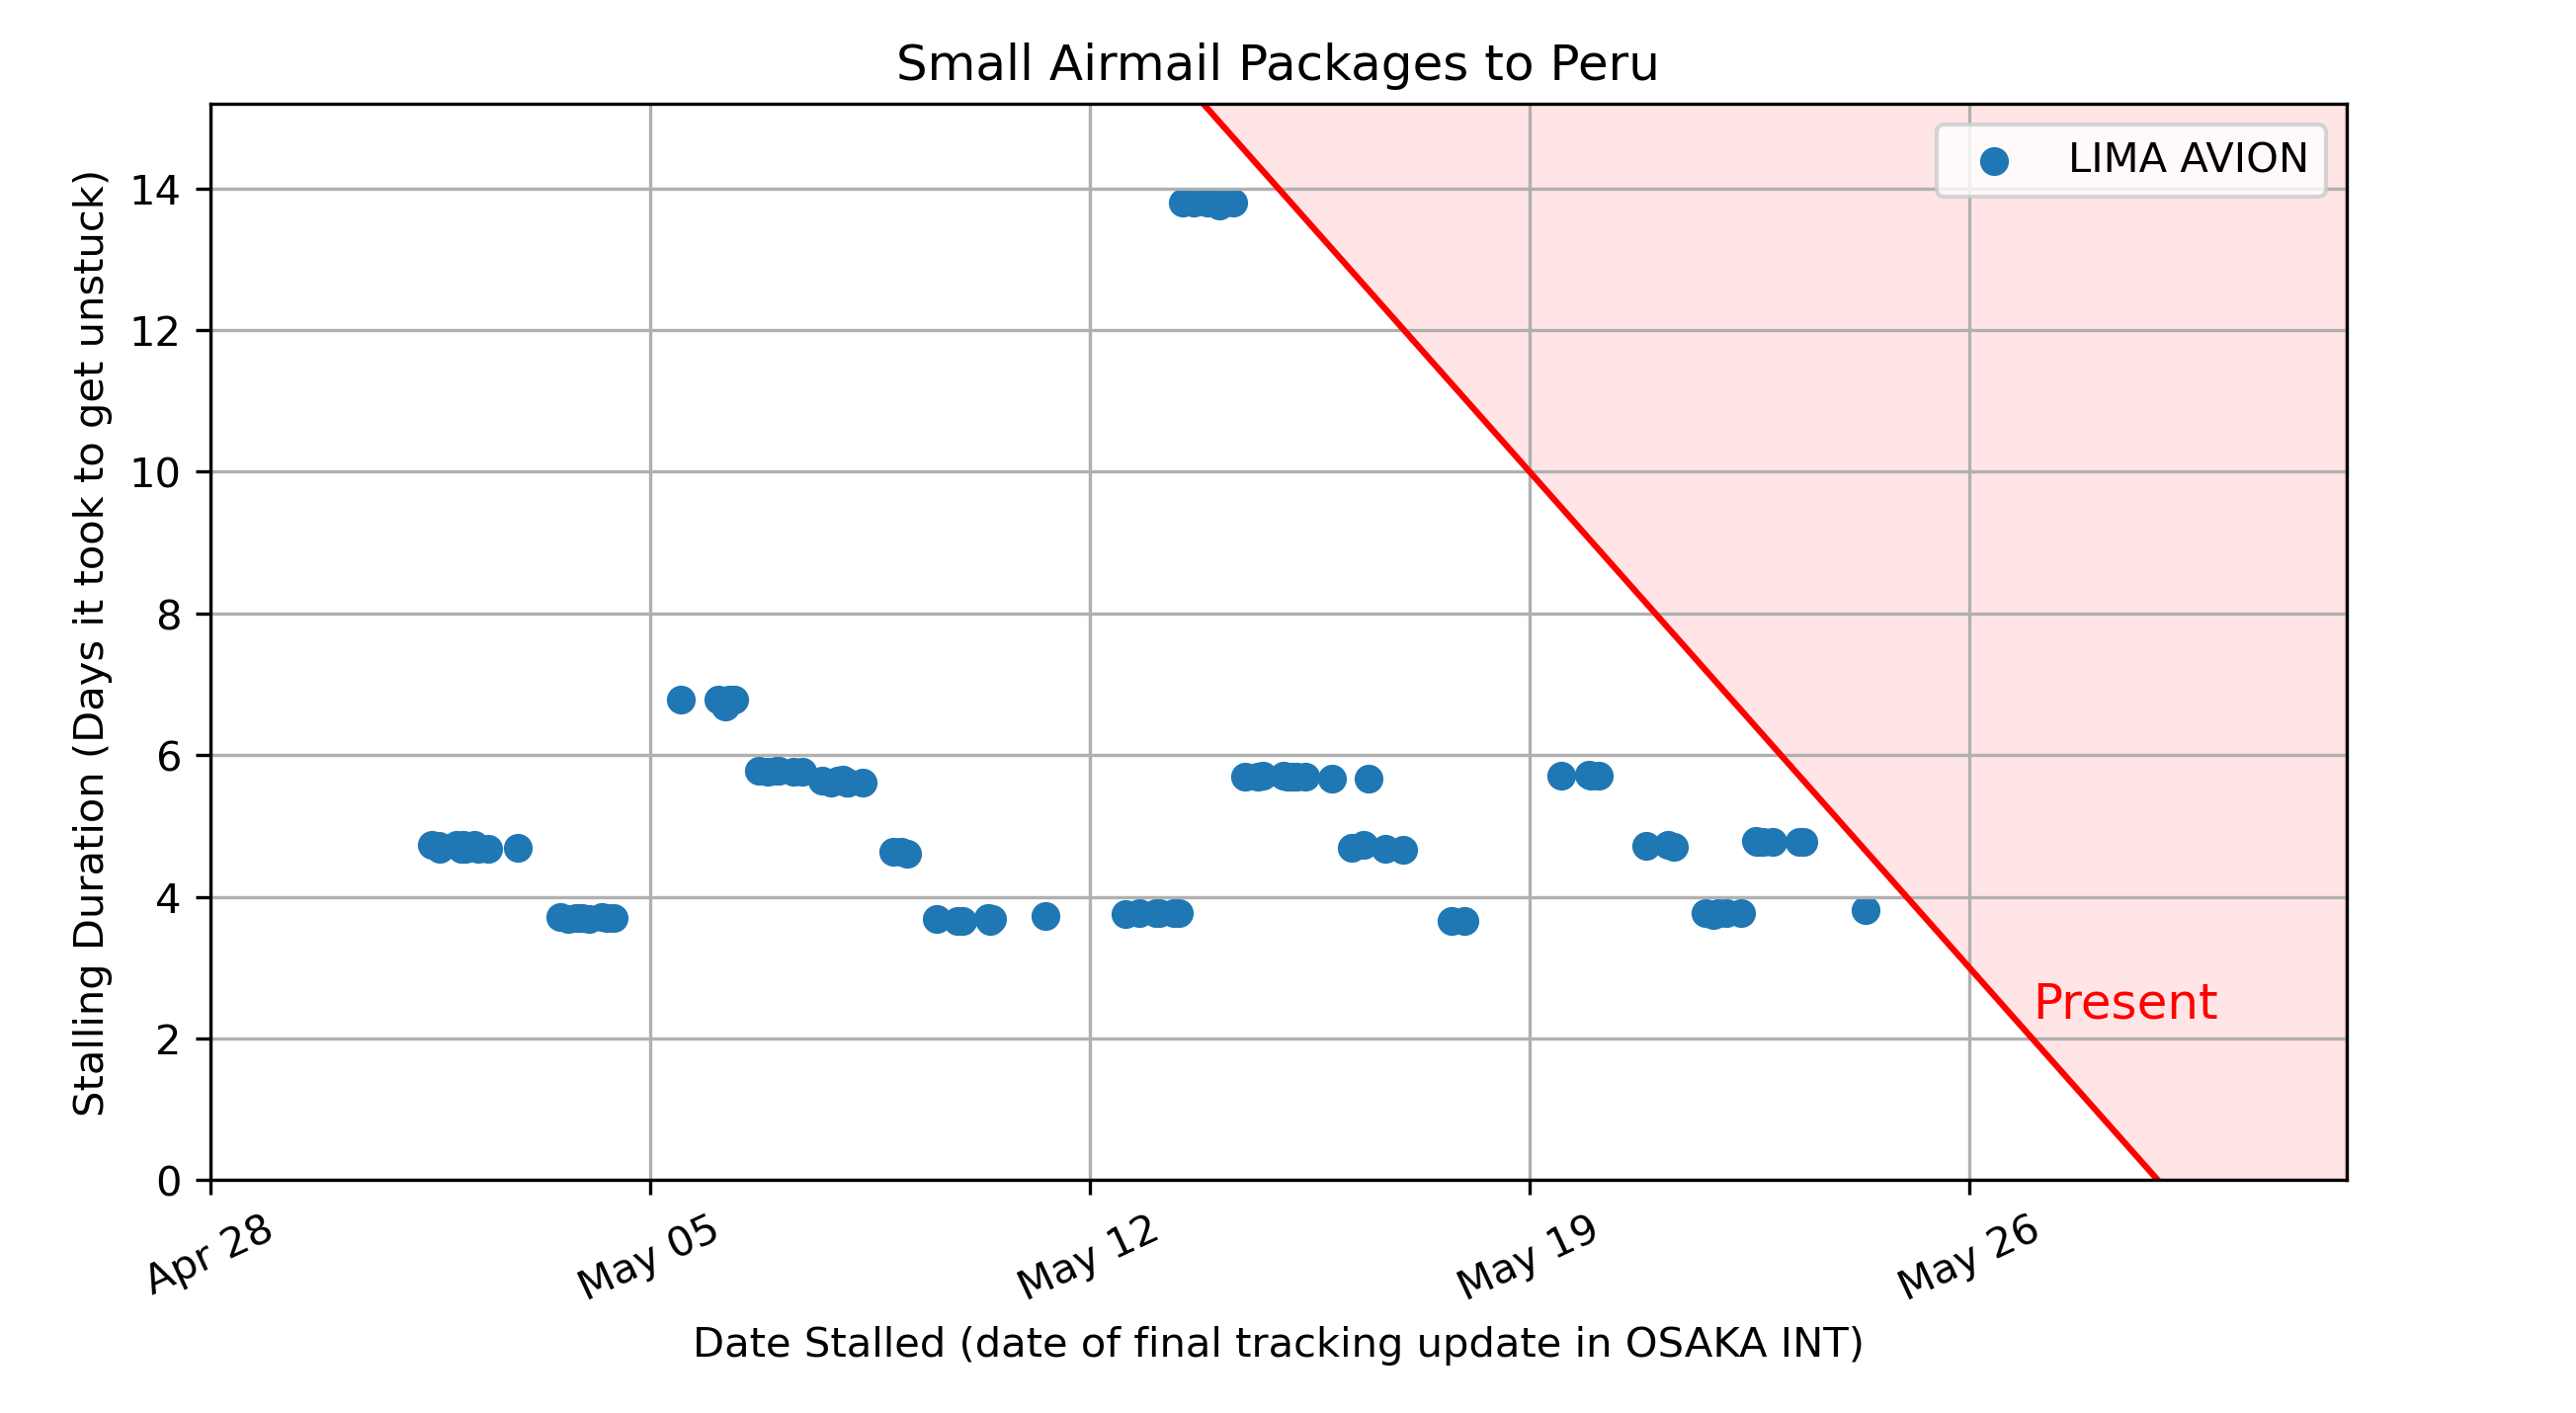 Small Airmail Packages to Peru
LIMA AVION
Stalling Duration (Days it took to get unstuck)
14
12
10
8
6
4
2
0
Present
Apr 28
May 05
May 12
May 19
May 26
Date Stalled (date of final tracking update in OSAKA INT)